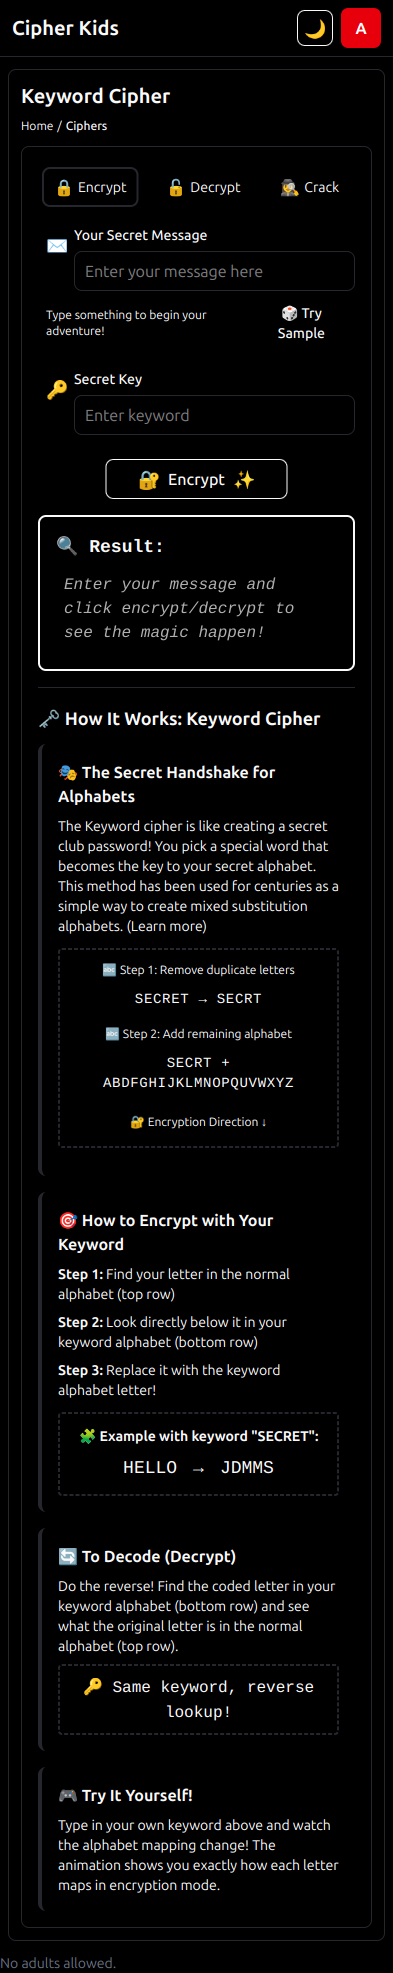 Cipher Kids
A
Keyword Cipher
Home / Ciphers
Encrypt
Decrypt
Crack
Your Secret Message
Enter your message here
Type something to begin your
adventure!
Try
Sample
Secret Key
Enter keyword
Encrypt
Result:
Enter your message and
click encrypt/decrypt to
see the magic happen!
How It Works: Keyword Cipher
The Secret Handshake for
Alphabets
The Keyword cipher is like creating a secret
club password! You pick a special word that
becomes the key to your secret alphabet.
This method has been used for centuries as a
simple way to create mixed substitution
alphabets. (Learn more)
Step 1: Remove duplicate letters
SECRET → SECRT
Step 2: Add remaining alphabet
SECRT +
ABDFGHIJKLMNOPQUVWXYZ
Encryption Direction ↓
How to Encrypt with Your
Keyword
Step 1: Find your letter in the normal
alphabet (top row)
Step 2: Look directly below it in your
keyword alphabet (bottom row)
Step 3: Replace it with the keyword
alphabet letter!
Example with keyword "SECRET":
HELLO → JDMMS
To Decode (Decrypt)
Do the reverse! Find the coded letter in your
keyword alphabet (bottom row) and see
what the original letter is in the normal
alphabet (top row).
Same keyword, reverse
lookup!
Try It Yourself!
Type in your own keyword above and watch
the alphabet mapping change! The
animation shows you exactly how each letter
maps in encryption mode.
No adults allowed.